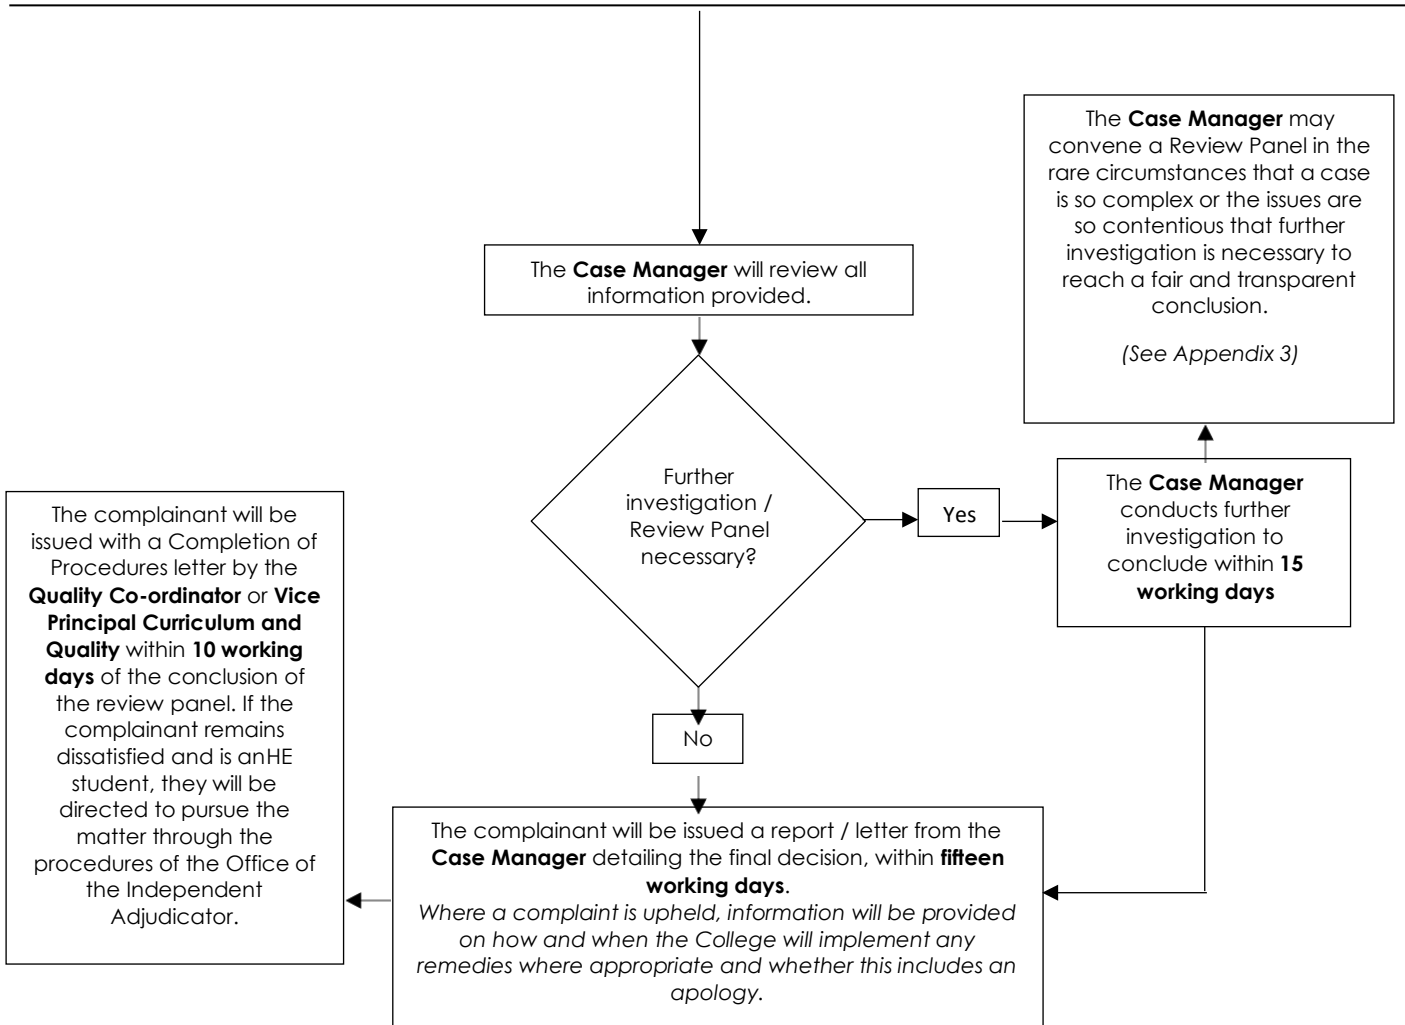 The Case Manager may
convene a Review Panel in the
rare circumstances that a case
is so complex or the issues are
so contentious that further
investigation is necessary to
reach a fair and transparent
conclusion.
(See Appendix 3)
The Case Manager will review all
information provided.
Further
investigation /
Review Panel
necessary?
Yes
The Case Manager
conducts further
investigation to
conclude within 15
working days
No
The complainant will be issued a report / letter from the
Case Manager detailing the final decision, within fifteen
working days.
Where a complaint is upheld, information will be provided
on how and when the College will implement any
remedies where appropriate and whether this includes an
apology.
The complainant will be
issued with a Completion of
Procedures letter by the
Quality Co-ordinator or Vice
Principal Curriculum and
Quality within 10 working
days of the conclusion of
the review panel. If the
complainant remains
dissatisfied and is anHE
student, they will be
directed to pursue the
matter through the
procedures of the Office of
the Independent
Adjudicator.